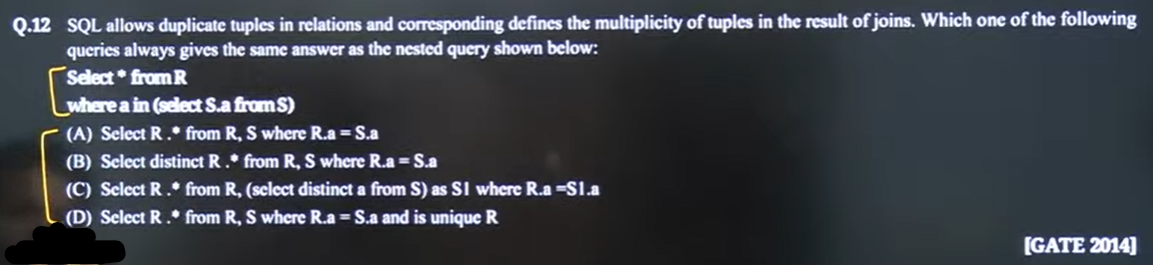 Q.12 SQL allows duplicate tuples in relations and corresponding defines the multiplicity of tuples in the result of joins. Which one of the following
queries always gives the same answer as the nested query shown below:
Select * from R
where a in (select S.a from S)
(A) Select R .* from R, S where R.a = S.a
(B) Select distinct R .* from R, S where R.a = S.a
(C) Select R .* from R, (select distinct a from S) as S1 where R.a =S1.a
(D) Select R .* from R, S where R.a = S.a and is unique R
[GATE 2014]